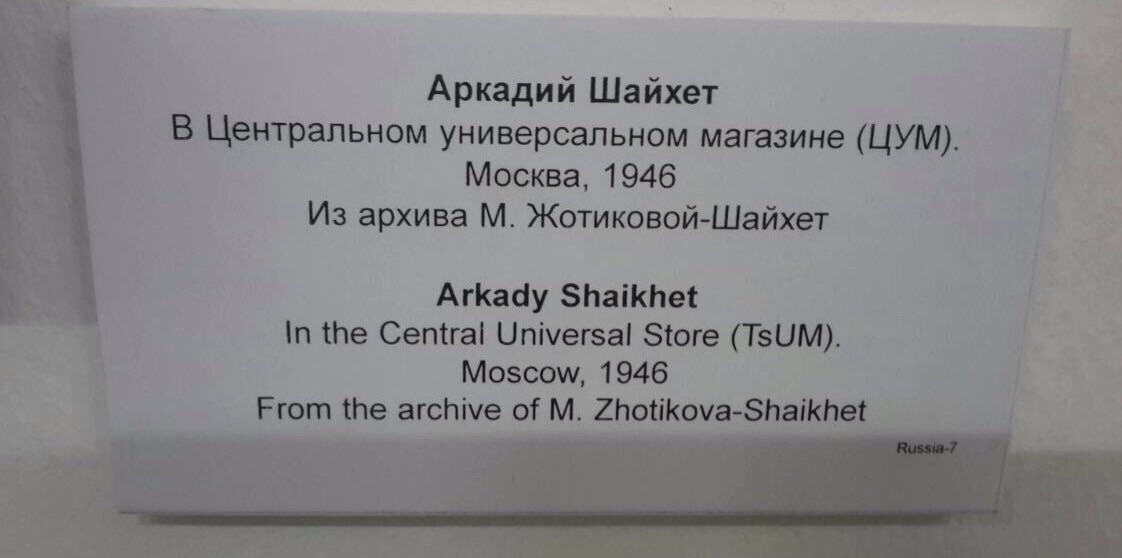 Аркадий Шайхет
В Центральном универсальном магазине (ЦУМ).
Москва, 1946
Из архива М. Жотиковой-Шайхет
Arkady Shaikhet
In the Central Universal Store (TsUM).
Moscow, 1946
From the archive of M. Zhotikova-Shaikhet
Russia-7